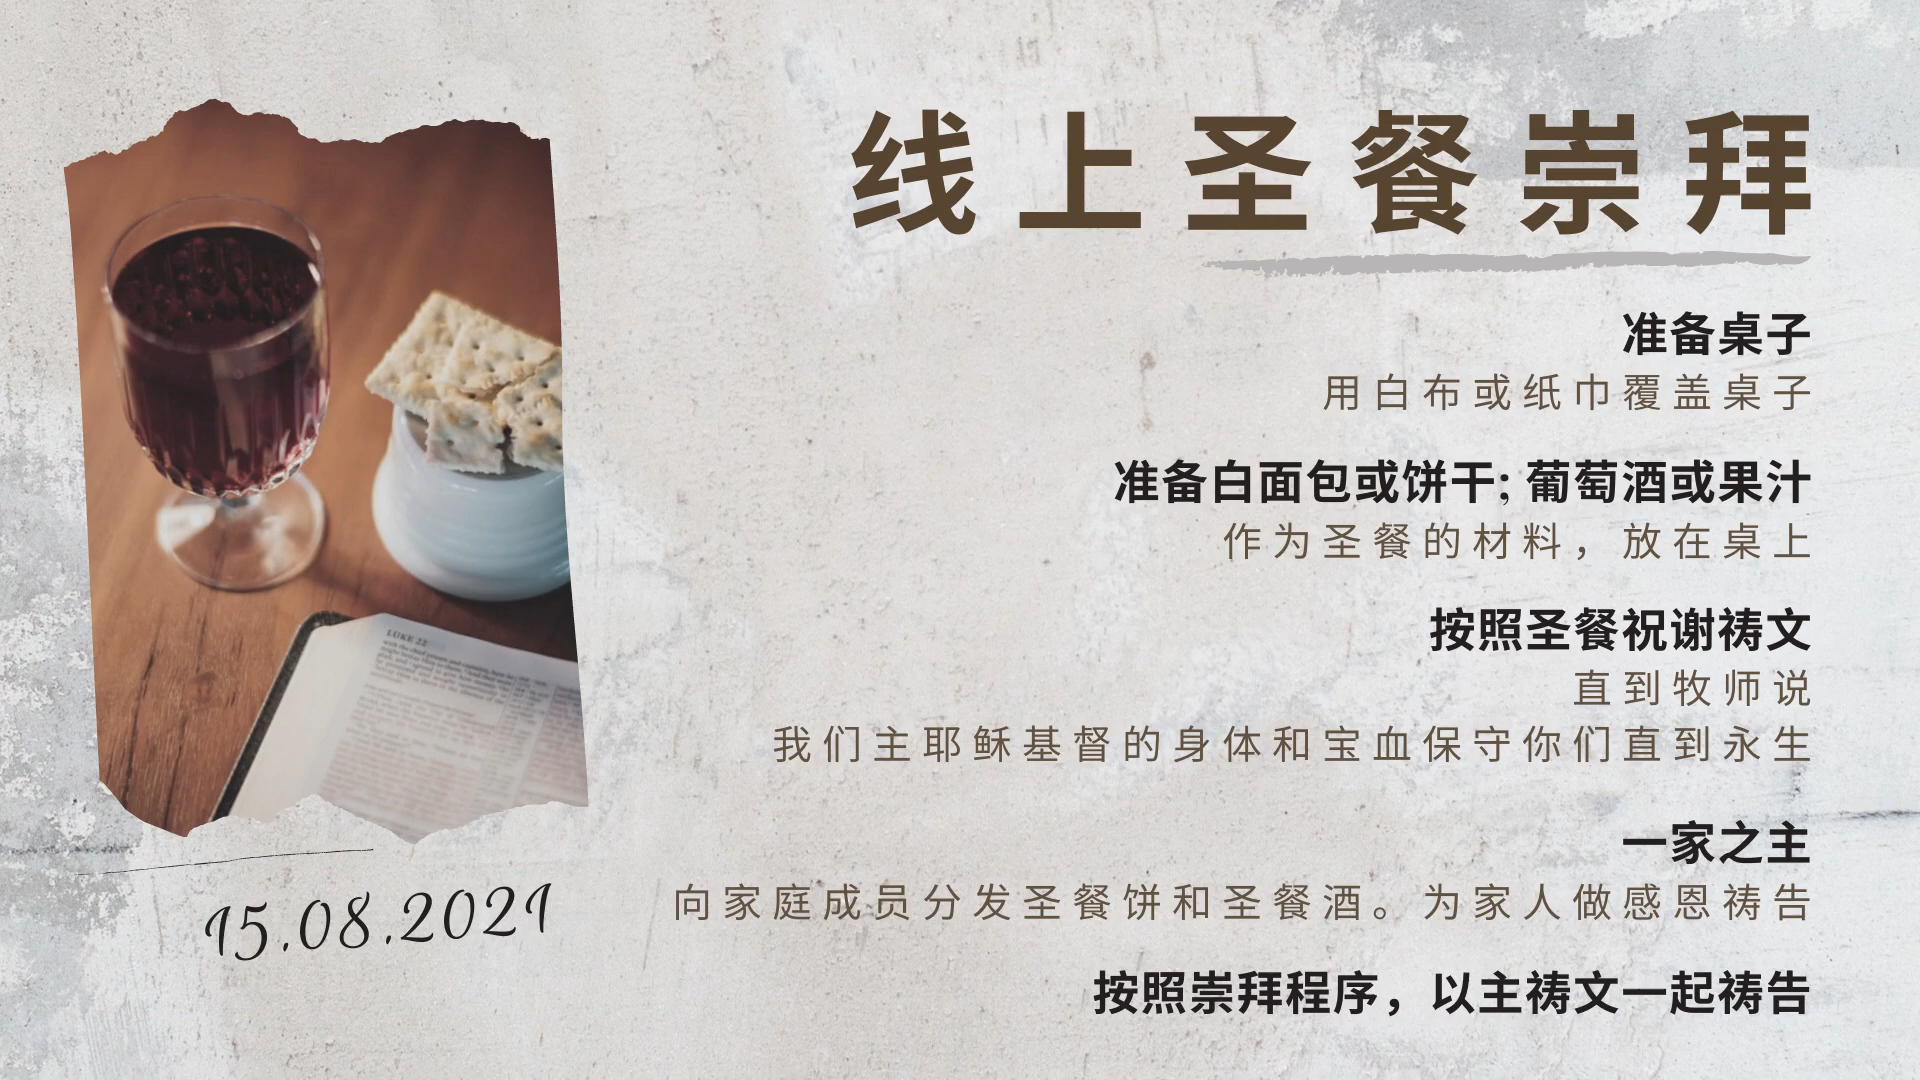 线上圣餐崇拜
准备桌子
用白布或纸巾覆盖桌子
准备白面包或饼干; 葡萄酒或果汁
作为圣餐的材料，放在桌上
按照圣餐祝谢祷文
直到牧师说
我们主耶稣基督的身体和宝血保守你们直到永生
一家之主
向家庭成员分发圣餐饼和圣餐酒。为家人做感恩祷告
按照崇拜程序，以主祷文一起祷告
LUKE 22
15.08.2021